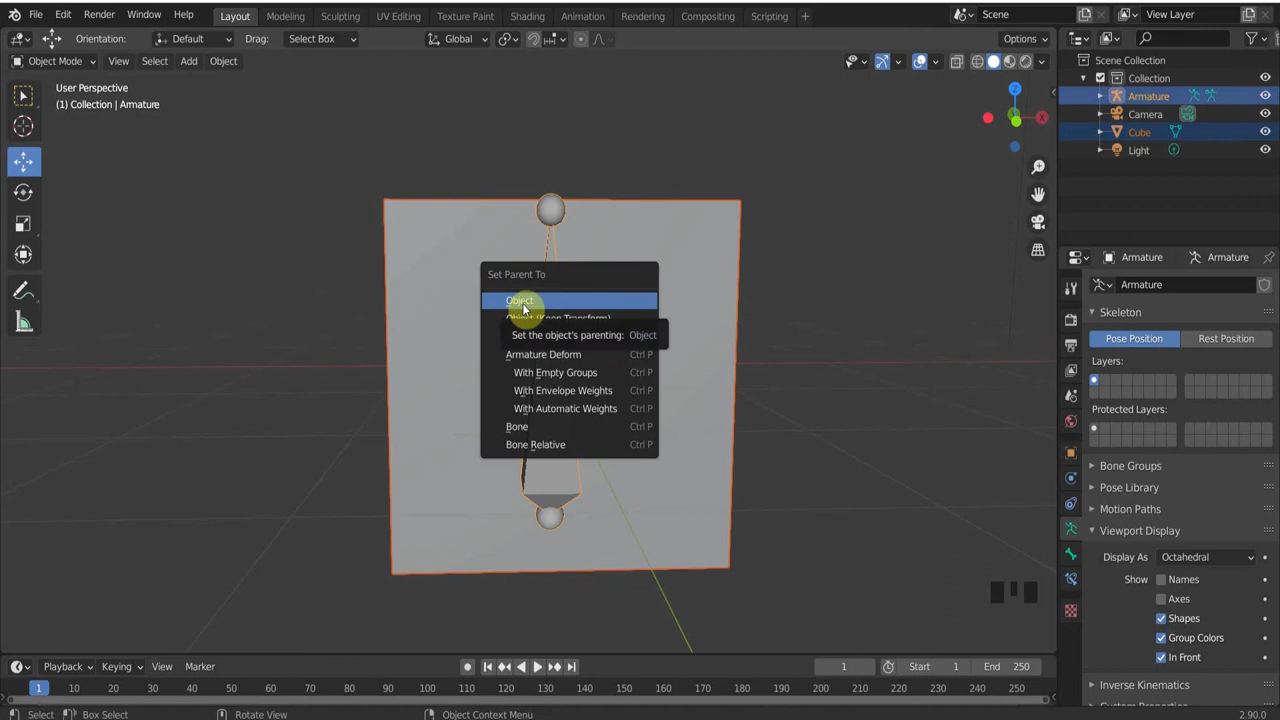 File Edit Render Window Help Layout Modeling Sculpting UV Editing Texture Paint Shading Animation Rendering Compositing Scripting + Scene View Layer
Orientation: Default Drag: Select Box Global Options
Object Mode View Select Add Object
User Perspective
(1) Collection | Armature
Z
X
Scene Collection
Collection
Armature
Camera
Cube
Light
Set Parent To
Object
Object (Keep Transform)
Set the object's parenting: Object
Armature Deform Ctrl P
With Empty Groups Ctrl P
With Envelope Weights Ctrl P
With Automatic Weights Ctrl P
Bone Ctrl P
Bone Relative Ctrl P
Armature Armature
Armature
Skeleton
Pose Position Rest Position
Layers:
Protected Layers:
Bone Groups
Pose Library
Motion Paths
Viewport Display
Display As Octahedral
Show Names
Axes
Shapes
Group Colors
In Front
Inverse Kinematics
Custom Properties
Playback Keying View Marker 1 Start 1 End 250
1 10 20 30 40 50 60 70 80 90 100 110 120 130 140 150 160 170 180 190 200 210 220 230 240 250
Select Box Select Rotate View Object Context Menu 2.90.0